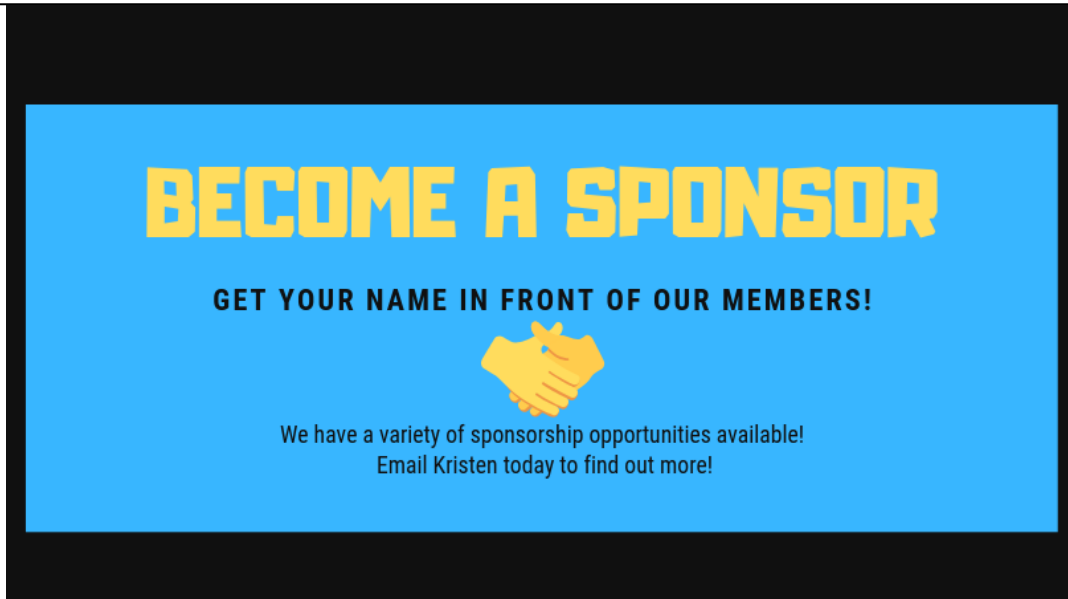 BECOME A SPONSOR
GET YOUR NAME IN FRONT OF OUR MEMBERS!
We have a variety of sponsorship opportunities available!
Email Kristen today to find out more!